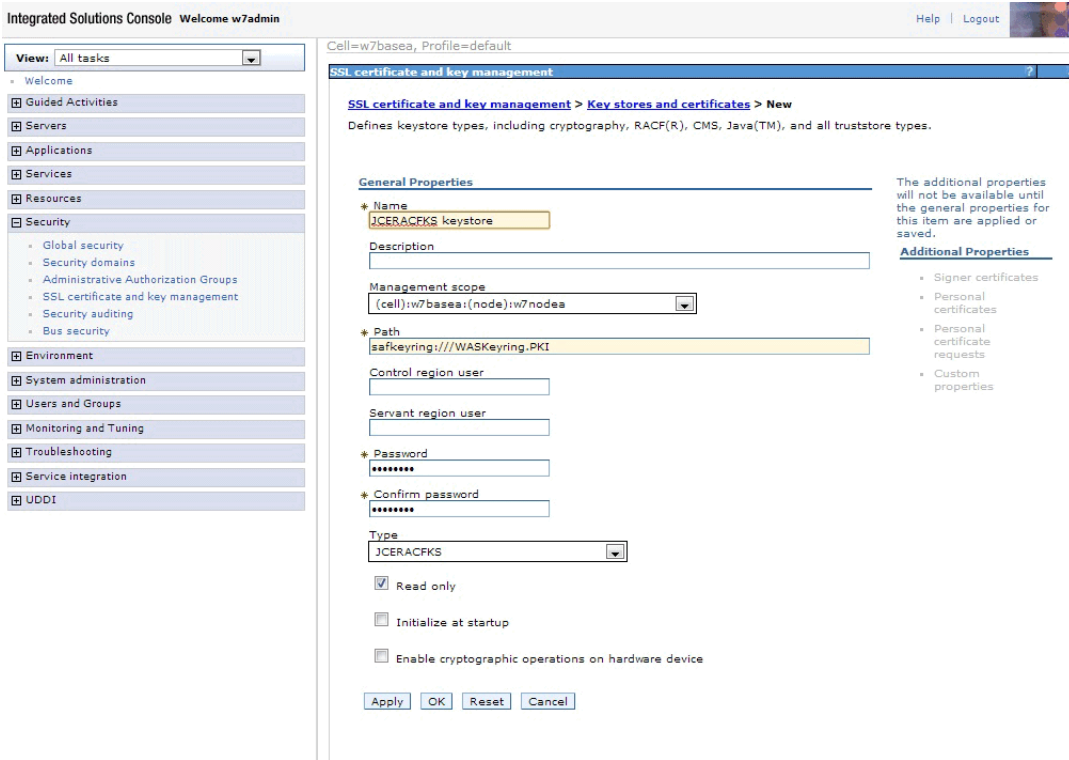 Integrated Solutions Console Welcome w7admin
Help | Logout
View: All tasks
Welcome
Guided Activities
Servers
Applications
Services
Resources
Security
Global security
Security domains
Administrative Authorization Groups
SSL certificate and key management
Security auditing
Bus security
Environment
System administration
Users and Groups
Monitoring and Tuning
Troubleshooting
Service integration
UDDI
Cell=w7basea, Profile=default
SSL certificate and key management
?
SSL certificate and key management > Key stores and certificates > New
Defines keystore types, including cryptography, RACF(R), CMS, Java(TM), and all truststore types.
General Properties
* Name
JCERACFKS keystore
Description
Management scope
(cell):w7basea:(node):w7nodea
* Path
safkeyring:///WASKeyring.PKI
Control region user
Servant region user
* Password
••••••••
* Confirm password
••••••••
Type
JCERACFKS
Read only
Initialize at startup
Enable cryptographic operations on hardware device
Apply OK Reset Cancel
The additional properties
will not be available until
the general properties for
this item are applied or
saved.
Additional Properties
Signer certificates
Personal
certificates
Personal
certificate
requests
Custom
properties